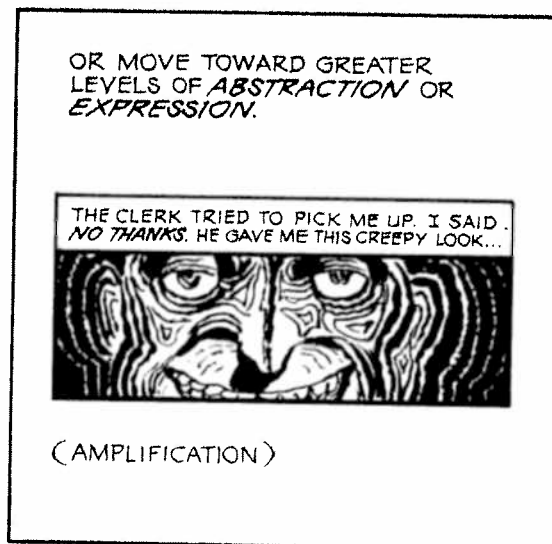 OR MOVE TOWARD GREATER
LEVELS OF ABSTRACTION OR
EXPRESSION.
THE CLERK TRIED TO PICK ME UP. I SAID
NO THANKS. HE GAVE ME THIS CREEPY LOOK...
(AMPLIFICATION)